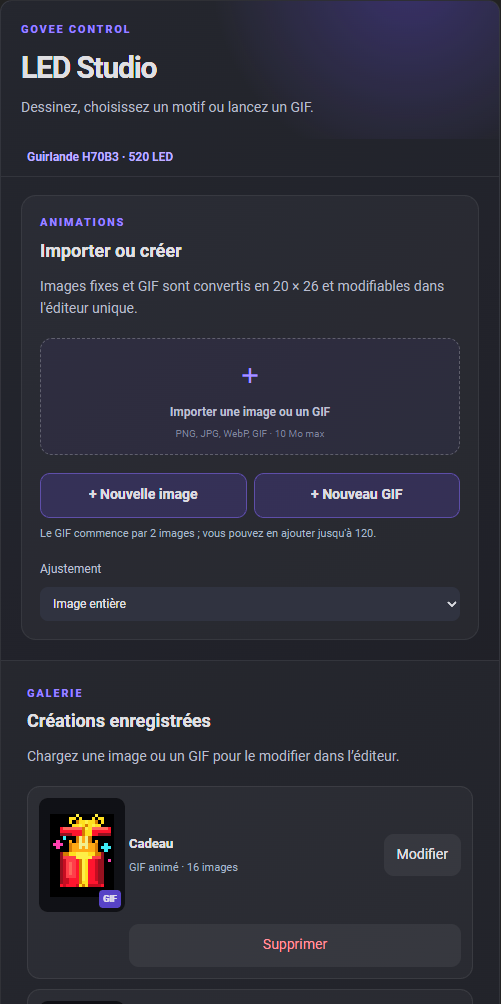 GOVEE CONTROL
LED Studio
Dessinez, choisissez un motif ou lancez un GIF.
Guirlande H70B3 · 520 LED
ANIMATIONS
Importer ou créer
Images fixes et GIF sont convertis en 20 × 26 et modifiables dans
l'éditeur unique.
+
Importer une image ou un GIF
PNG, JPG, WebP, GIF · 10 Mo max
+ Nouvelle image
+ Nouveau GIF
Le GIF commence par 2 images ; vous pouvez en ajouter jusqu'à 120.
Ajustement
Image entière
GALERIE
Créations enregistrées
Chargez une image ou un GIF pour le modifier dans l'éditeur.
Cadeau
GIF animé · 16 images
Modifier
GIF
Supprimer